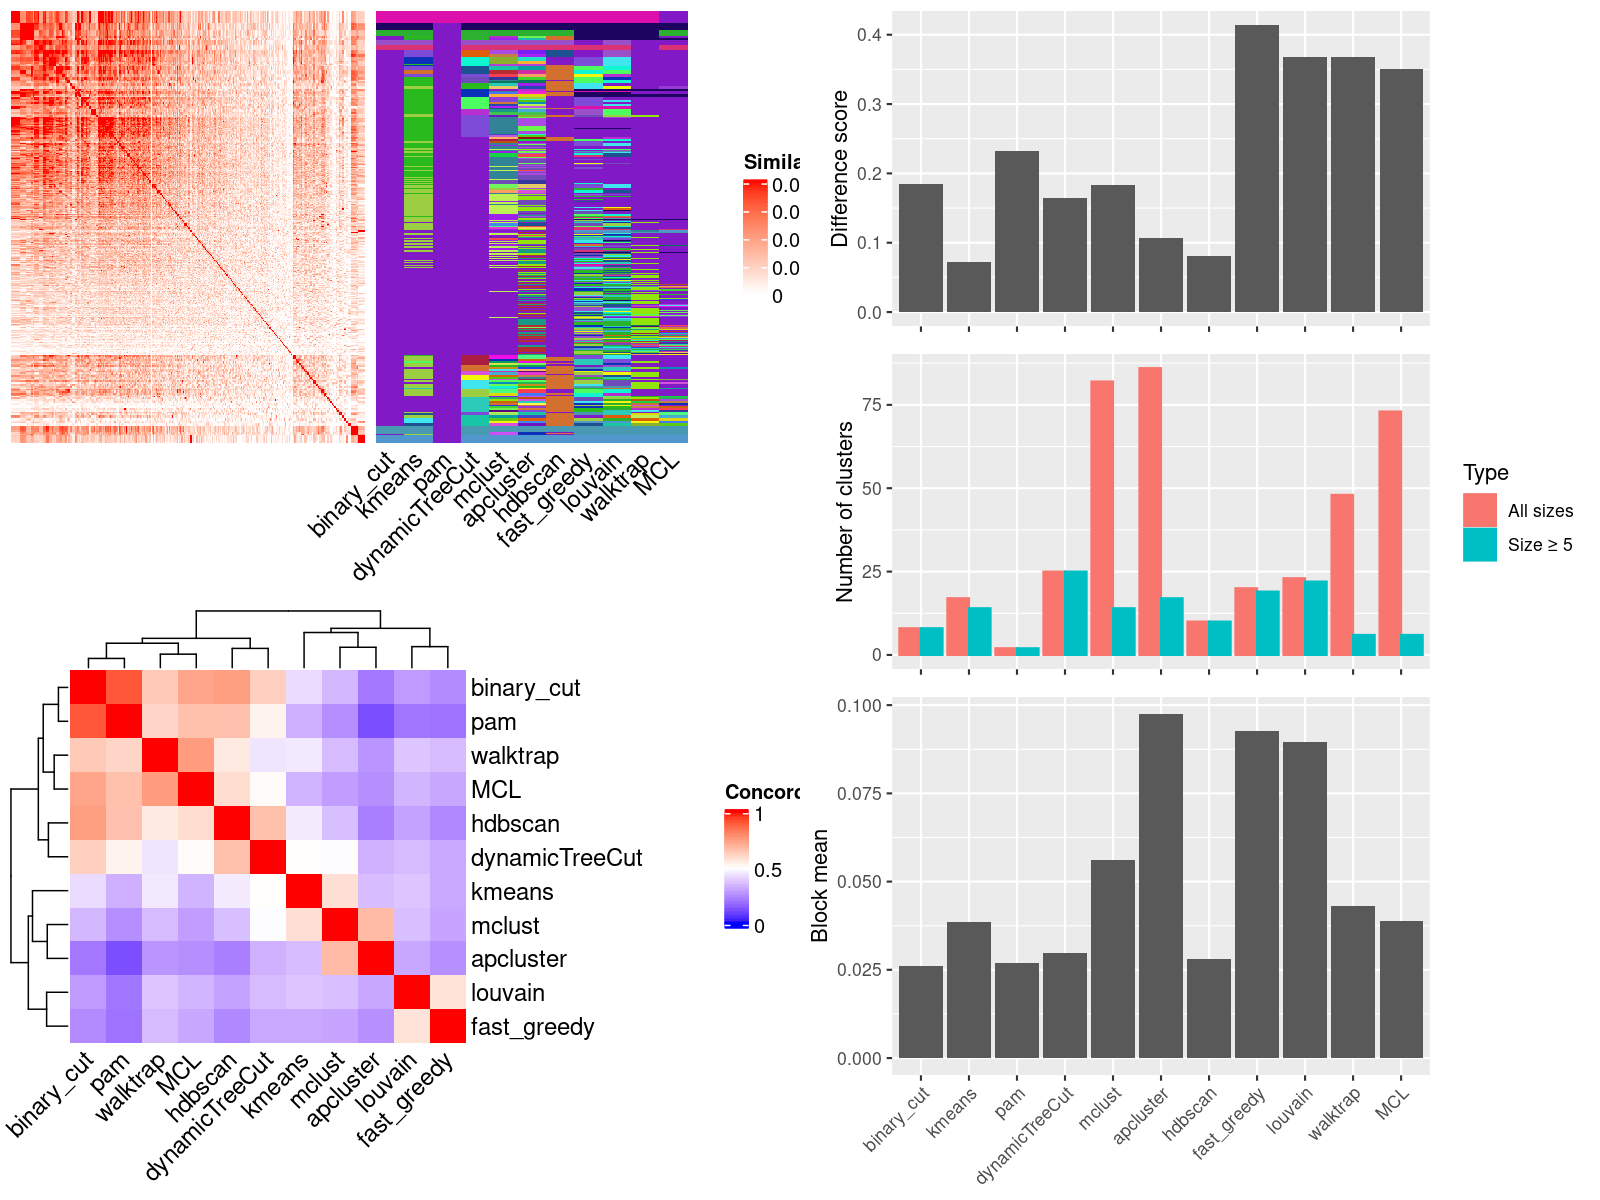 Simila
0.0
0.0
0.0
0.0
0
binary_cut
kmeans
pam
dynamicTreeCut
mclust
apcluster
hdbscan
fast_greedy
louvain
walktrap
MCL
binary_cut
pam
walktrap
MCL
hdbscan
dynamicTreeCut
kmeans
mclust
apcluster
louvain
fast_greedy
binary_cut
pam
walktrap
MCL
hdbscan
dynamicTreeCut
kmeans
mclust
apcluster
louvain
fast_greedy
Concord
1
0.5
0
Difference score
0.4
0.3
0.2
0.1
0.0
Number of clusters
75
50
25
0
Type
All sizes
Size ≥ 5
Block mean
0.100
0.075
0.050
0.025
0.000
binary_cut
kmeans
pam
dynamicTreeCut
mclust
apcluster
hdbscan
fast_greedy
louvain
walktrap
MCL